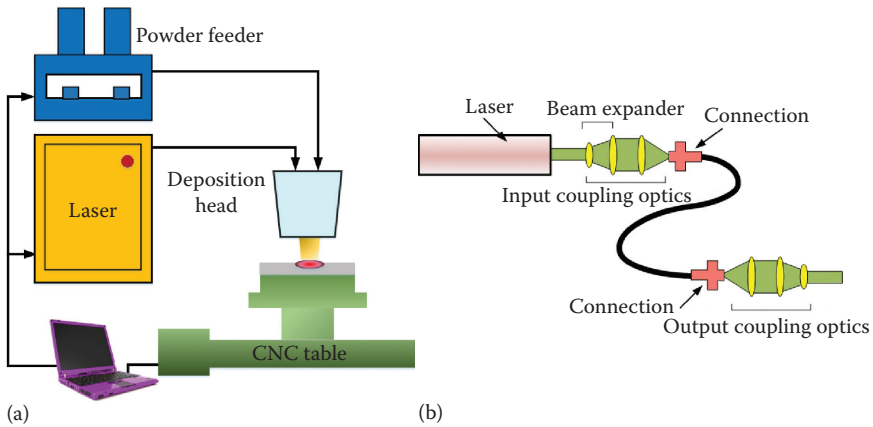 Powder feeder
Laser
Deposition
head
CNC table
(a)
Laser
Beam expander
Connection
Input coupling optics
Connection
Output coupling optics
(b)